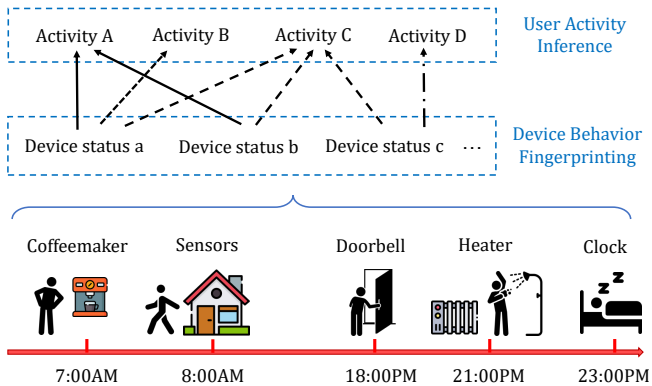 Activity A Activity B Activity C Activity D
User Activity
Inference
Device status a Device status b Device status c ...
Device Behavior
Fingerprinting
Coffeemaker Sensors Doorbell Heater Clock
z z z
7:00AM 8:00AM 18:00PM 21:00PM 23:00PM